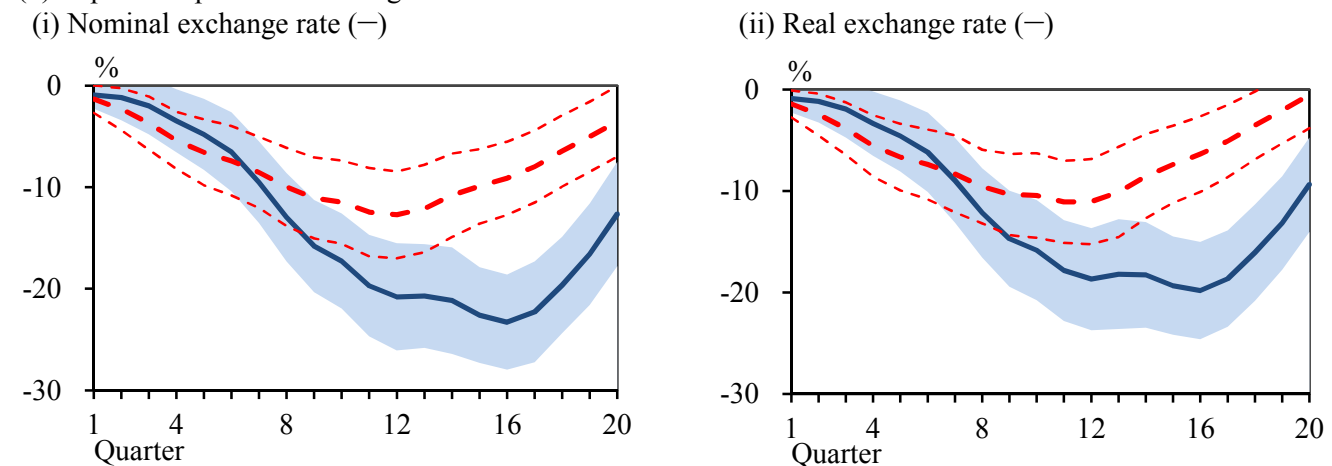 (i) Nominal exchange rate (—)
(ii) Real exchange rate (—)
%
0
-10
-20
-30
1 4 8 12 16 20
Quarter
%
0
-10
-20
-30
1 4 8 12 16 20
Quarter